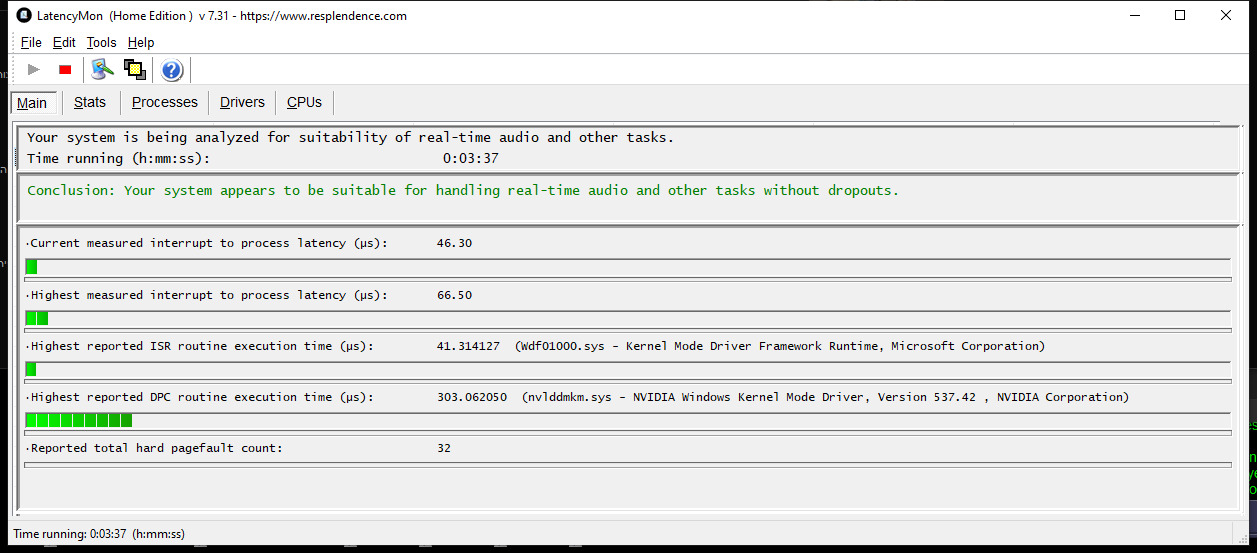 LatencyMon (Home Edition ) v 7.31 - https://www.resplendence.com
File Edit Tools Help
Main Stats Processes Drivers CPUs
Your system is being analyzed for suitability of real-time audio and other tasks.
Time running (h:mm:ss): 0:03:37
Conclusion: Your system appears to be suitable for handling real-time audio and other tasks without dropouts.
·Current measured interrupt to process latency (µs): 46.30
·Highest measured interrupt to process latency (µs): 66.50
·Highest reported ISR routine execution time (µs): 41.314127 (Wdf01000.sys - Kernel Mode Driver Framework Runtime, Microsoft Corporation)
·Highest reported DPC routine execution time (µs): 303.062050 (nvlddmkm.sys - NVIDIA Windows Kernel Mode Driver, Version 537.42 , NVIDIA Corporation)
·Reported total hard pagefault count: 32
Time running: 0:03:37 (h:mm:ss)